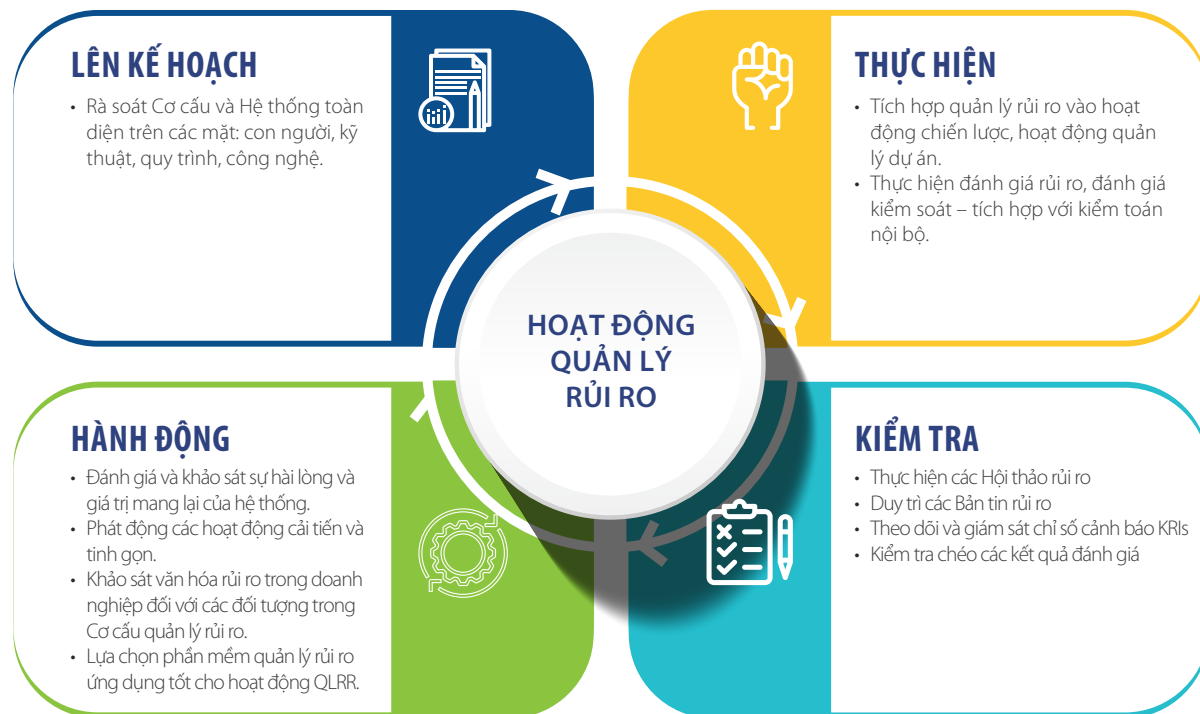 LÊN KẾ HOẠCH
• Rà soát Cơ cấu và Hệ thống toàn
diện trên các mặt: con người, kỹ
thuật, quy trình, công nghệ.
THỰC HIỆN
• Tích hợp quản lý rủi ro vào hoạt
động chiến lược, hoạt động quản
lý dự án.
• Thực hiện đánh giá rủi ro, đánh giá
kiểm soát – tích hợp với kiểm toán
nội bộ.
HOẠT ĐỘNG
QUẢN LÝ
RỦI RO
HÀNH ĐỘNG
• Đánh giá và khảo sát sự hài lòng và
giá trị mang lại của hệ thống.
• Phát động các hoạt động cải tiến và
tinh gọn.
• Khảo sát văn hóa rủi ro trong doanh
nghiệp đối với các đối tượng trong
Cơ cấu quản lý rủi ro.
• Lựa chọn phần mềm quản lý rủi ro
ứng dụng tốt cho hoạt động QLRR.
KIỂM TRA
• Thực hiện các Hội thảo rủi ro
• Duy trì các Bản tin rủi ro
• Theo dõi và giám sát chỉ số cảnh báo KRIs
• Kiểm tra chéo các kết quả đánh giá